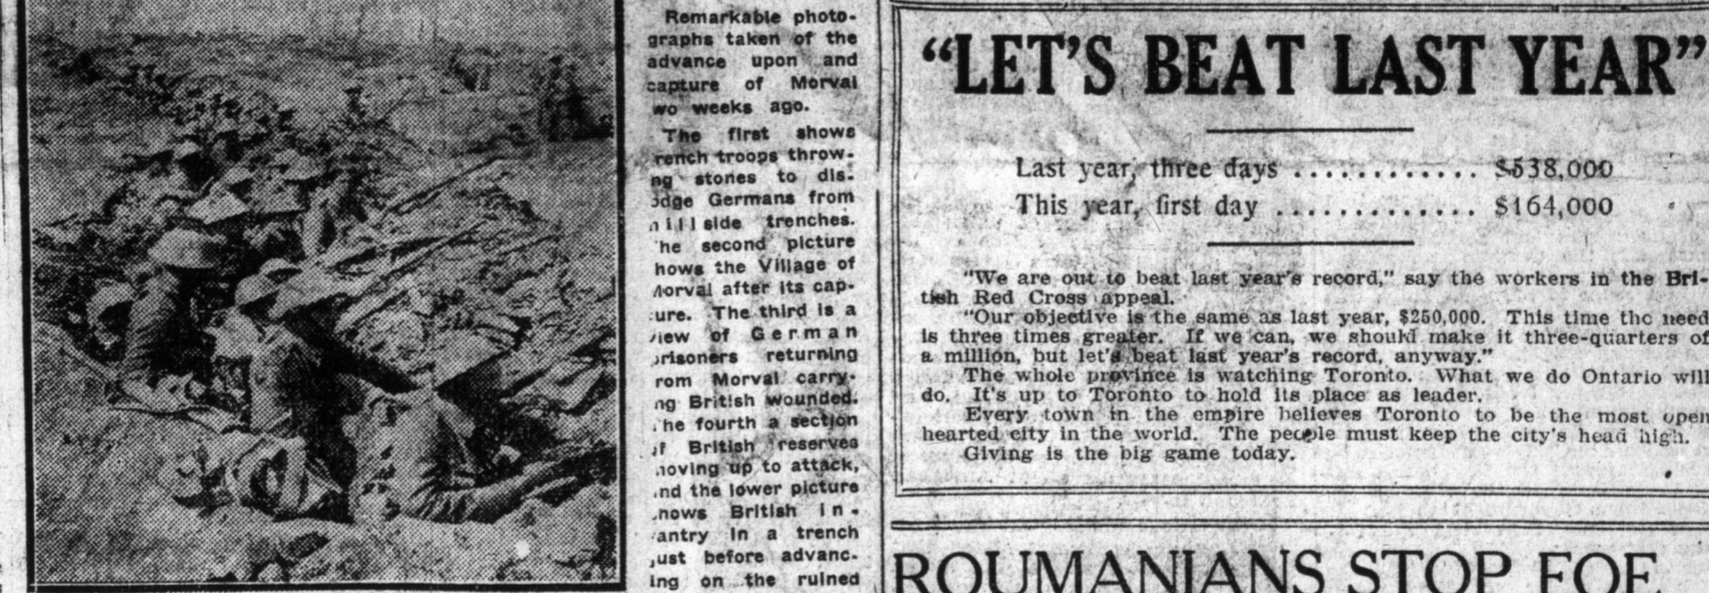 Remarkable photo-
graphs taken of the
advance upon and
capture of Morval
wo weeks ago.
The first shows
rench troops throw-
ng stones to dis-
odge Germans from
hillside trenches.
he second picture
hows the Village of
Morval after its cap-
ure. The third is a
view of German
prisoners returning
rom Morval carry-
ng British wounded.
he fourth a section
of British reserves
moving up to attack,
nd the lower picture
hows British in-
antry in a trench
just before advanc-
ing on the ruined
"LET'S BEAT LAST YEAR"
Last year, three days ............ $538,000
This year, first day ............. $164,000
"We are out to beat last year's record," say the workers in the Bri-
tish Red Cross appeal.
"Our objective is the same as last year, $250,000. This time the need
is three times greater. If we can, we should make it three-quarters of
a million, but let's beat last year's record, anyway."
The whole province is watching Toronto. What we do Ontario will
do. It's up to Toronto to hold its place as leader.
Every town in the empire believes Toronto to be the most open
hearted city in the world. The people must keep the city's head high.
Giving is the big game today.
ROUMANIANS STOP FOE